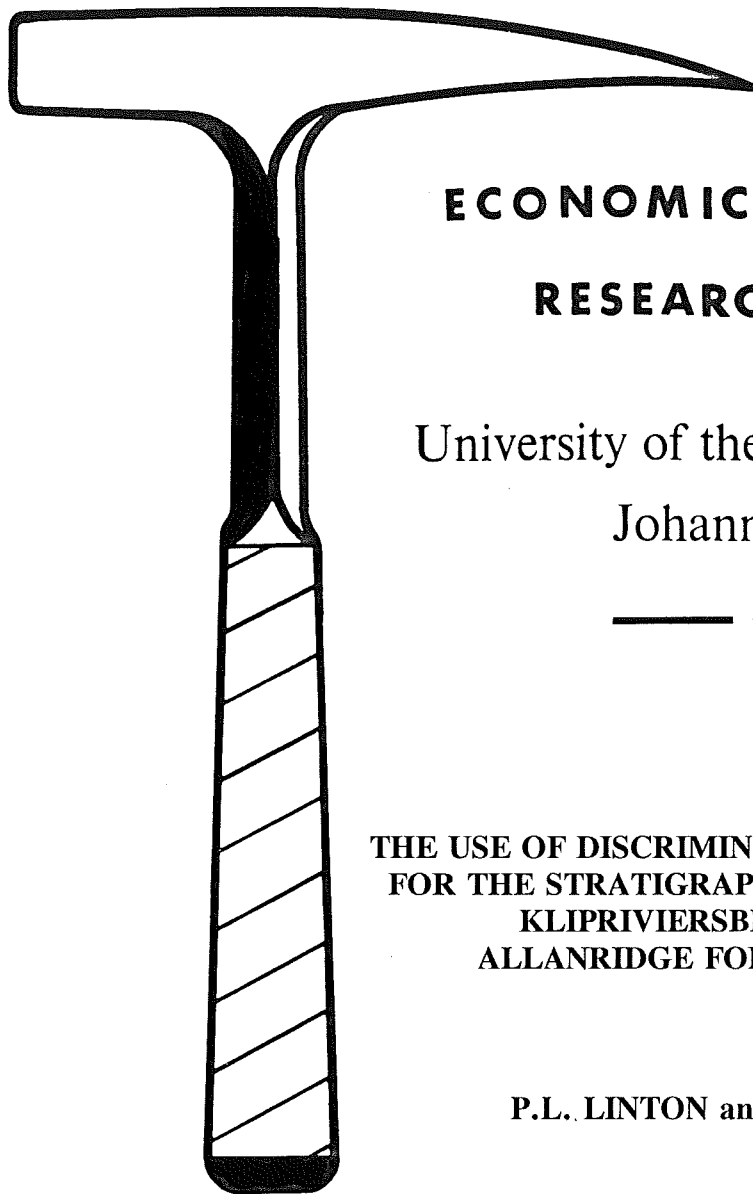 ECONOMIC
RESEARC
University of the
Johann
THE USE OF DISCRIMIN
FOR THE STRATIGRAP
KLIPRIVIERSB
ALLANRIDGE FO
P.L. LINTON an